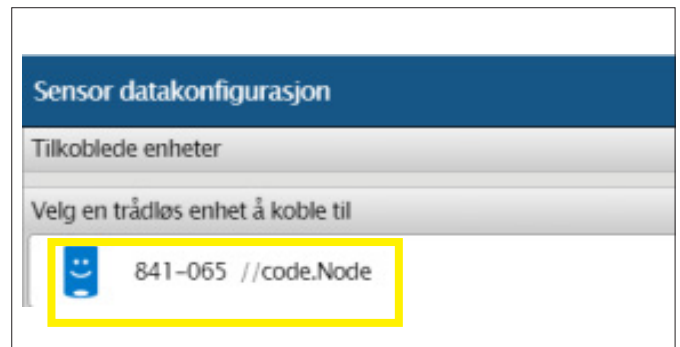 Sensor datakonfigurasjon
Tilkoblede enheter
Velg en trådløs enhet å koble til
841-065 //code.Node